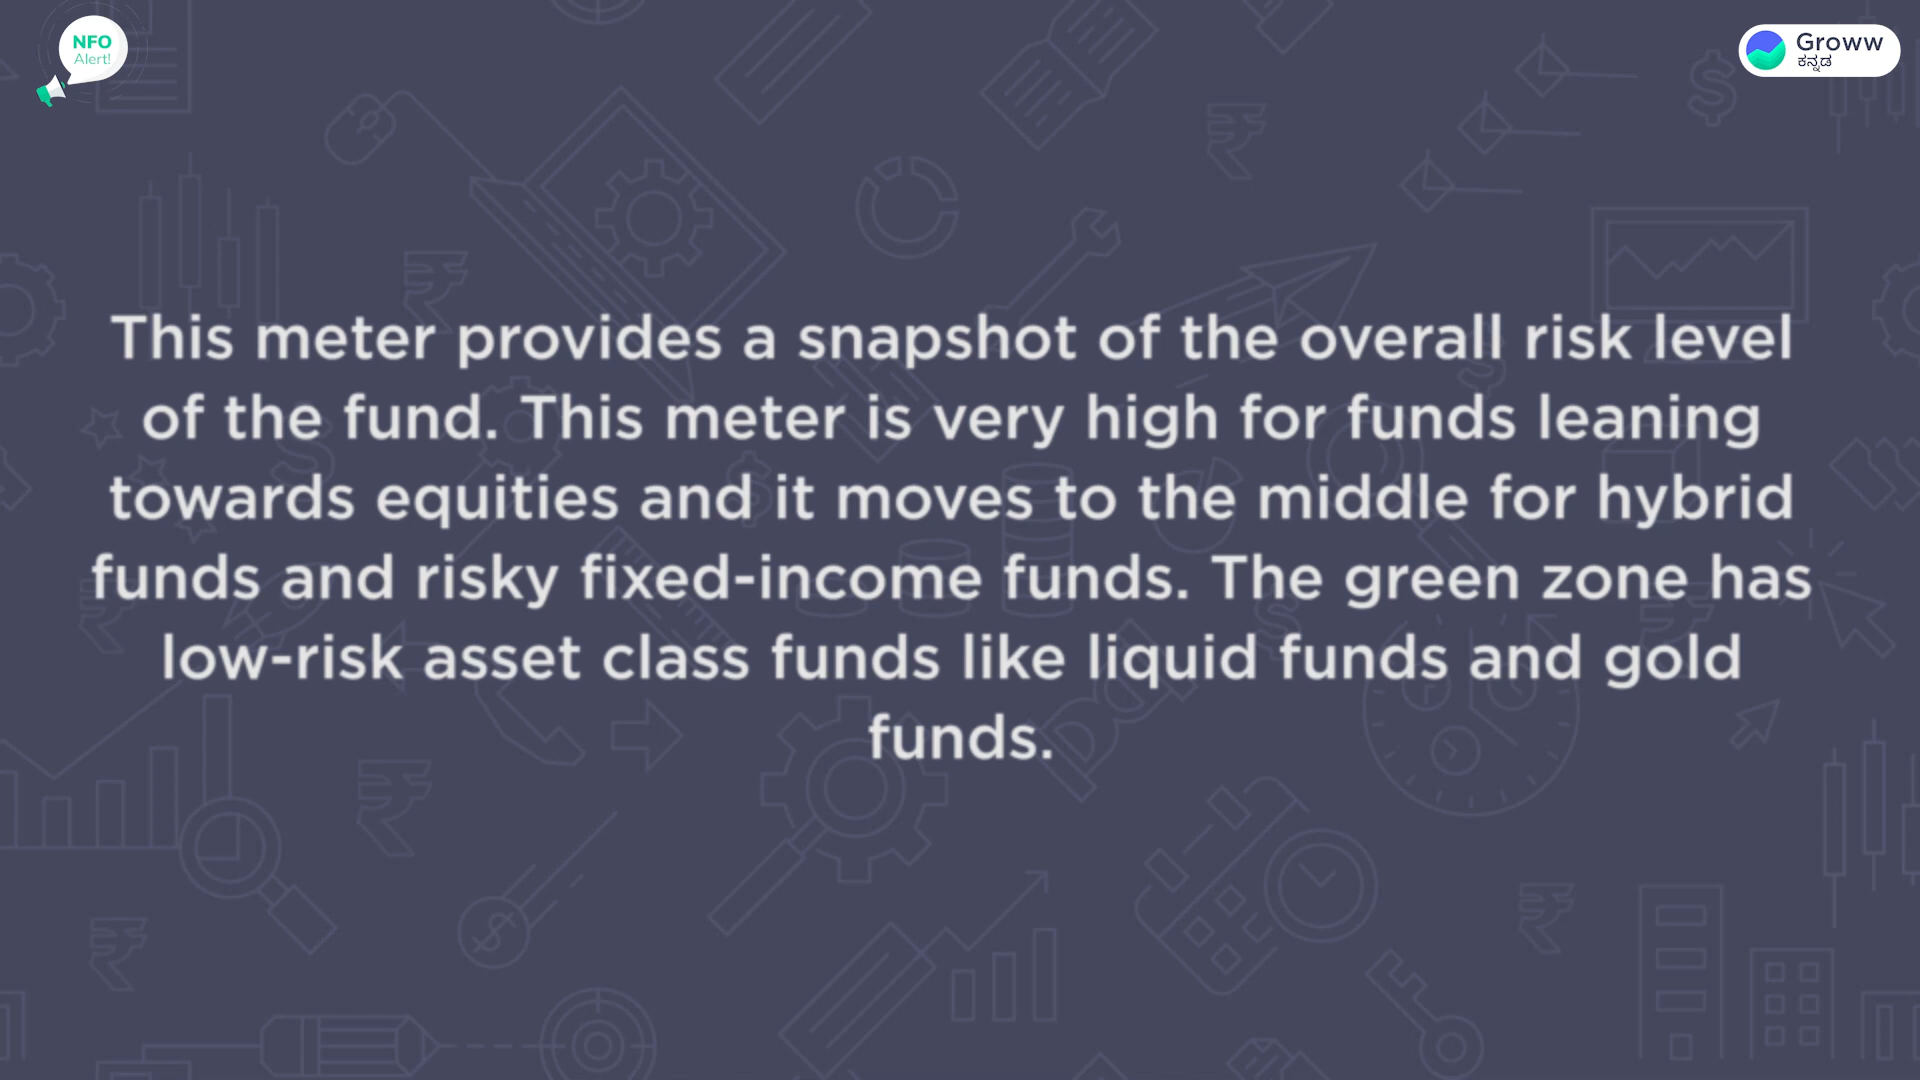 NFO
Alert!
Groww
ಕನ್ನಡ
This meter provides a snapshot of the overall risk level
of the fund. This meter is very high for funds leaning
towards equities and it moves to the middle for hybrid
funds and risky fixed-income funds. The green zone has
low-risk asset class funds like liquid funds and gold
funds.